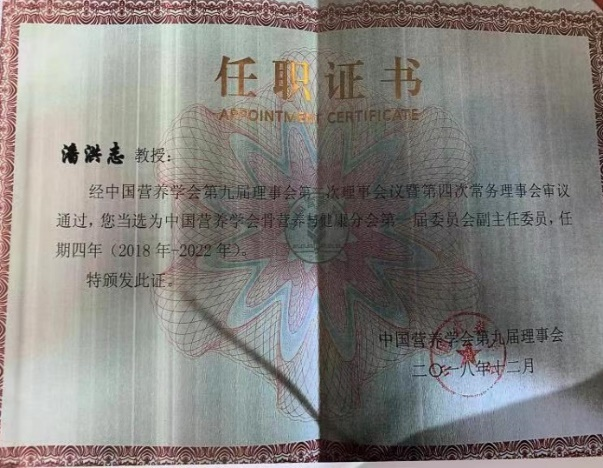 任职证书
APPOINTMENT CERTIFICATE
潘洪志 教授：
经中国营养学会第九届理事会第三次理事会议暨第四次常务理事会审议
通过，您当选为中国营养学会骨营养与健康分会第一届委员会副主任委员，任
期四年（2018年-2022年）。
特颁发此证。
中国营养学会第九届理事会
二〇一八年十二月